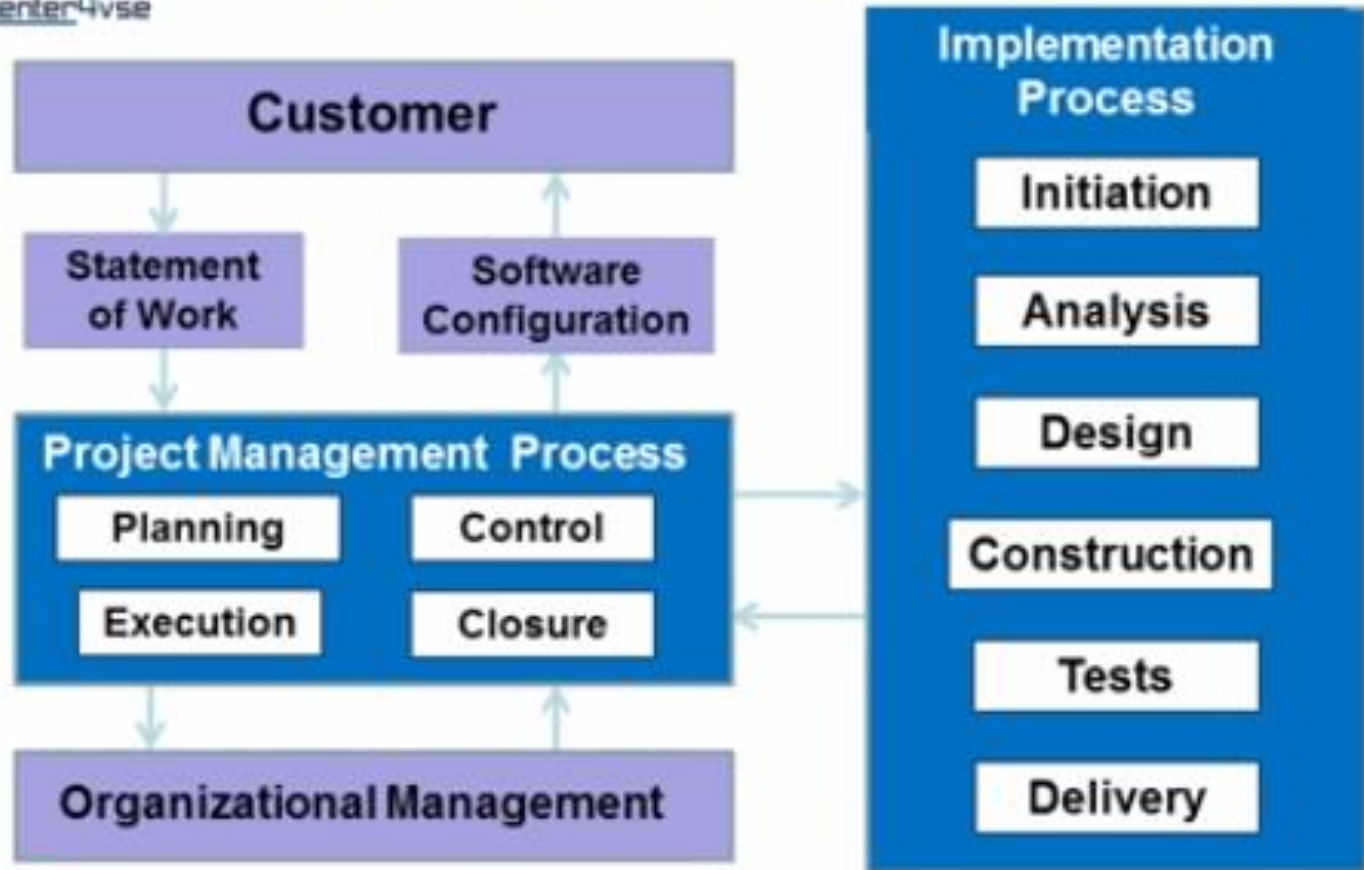 enter4vse
Customer
Statement
of Work
Software
Configuration
Project Management Process
Planning
Control
Execution
Closure
Organizational Management
Implementation
Process
Initiation
Analysis
Design
Construction
Tests
Delivery